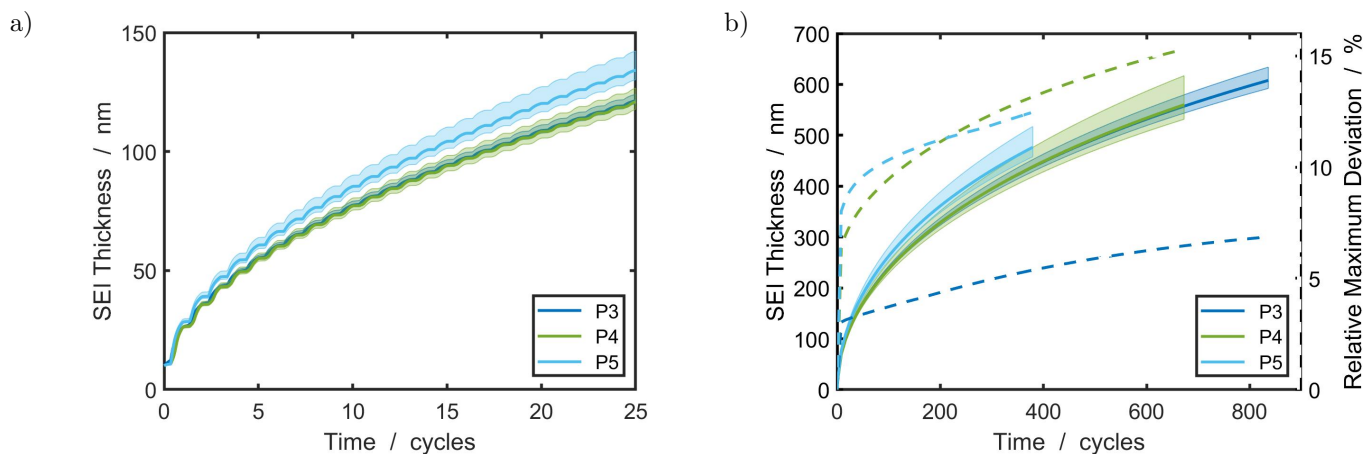 a)
SEI Thickness / nm
150
100
50
0
0 5 10 15 20 25
Time / cycles
P3
P4
P5
b)
SEI Thickness / nm
700
600
500
400
300
200
100
0
0 200 400 600 800
Time / cycles
P3
P4
P5
15
10
5
0
Relative Maximum Deviation / %